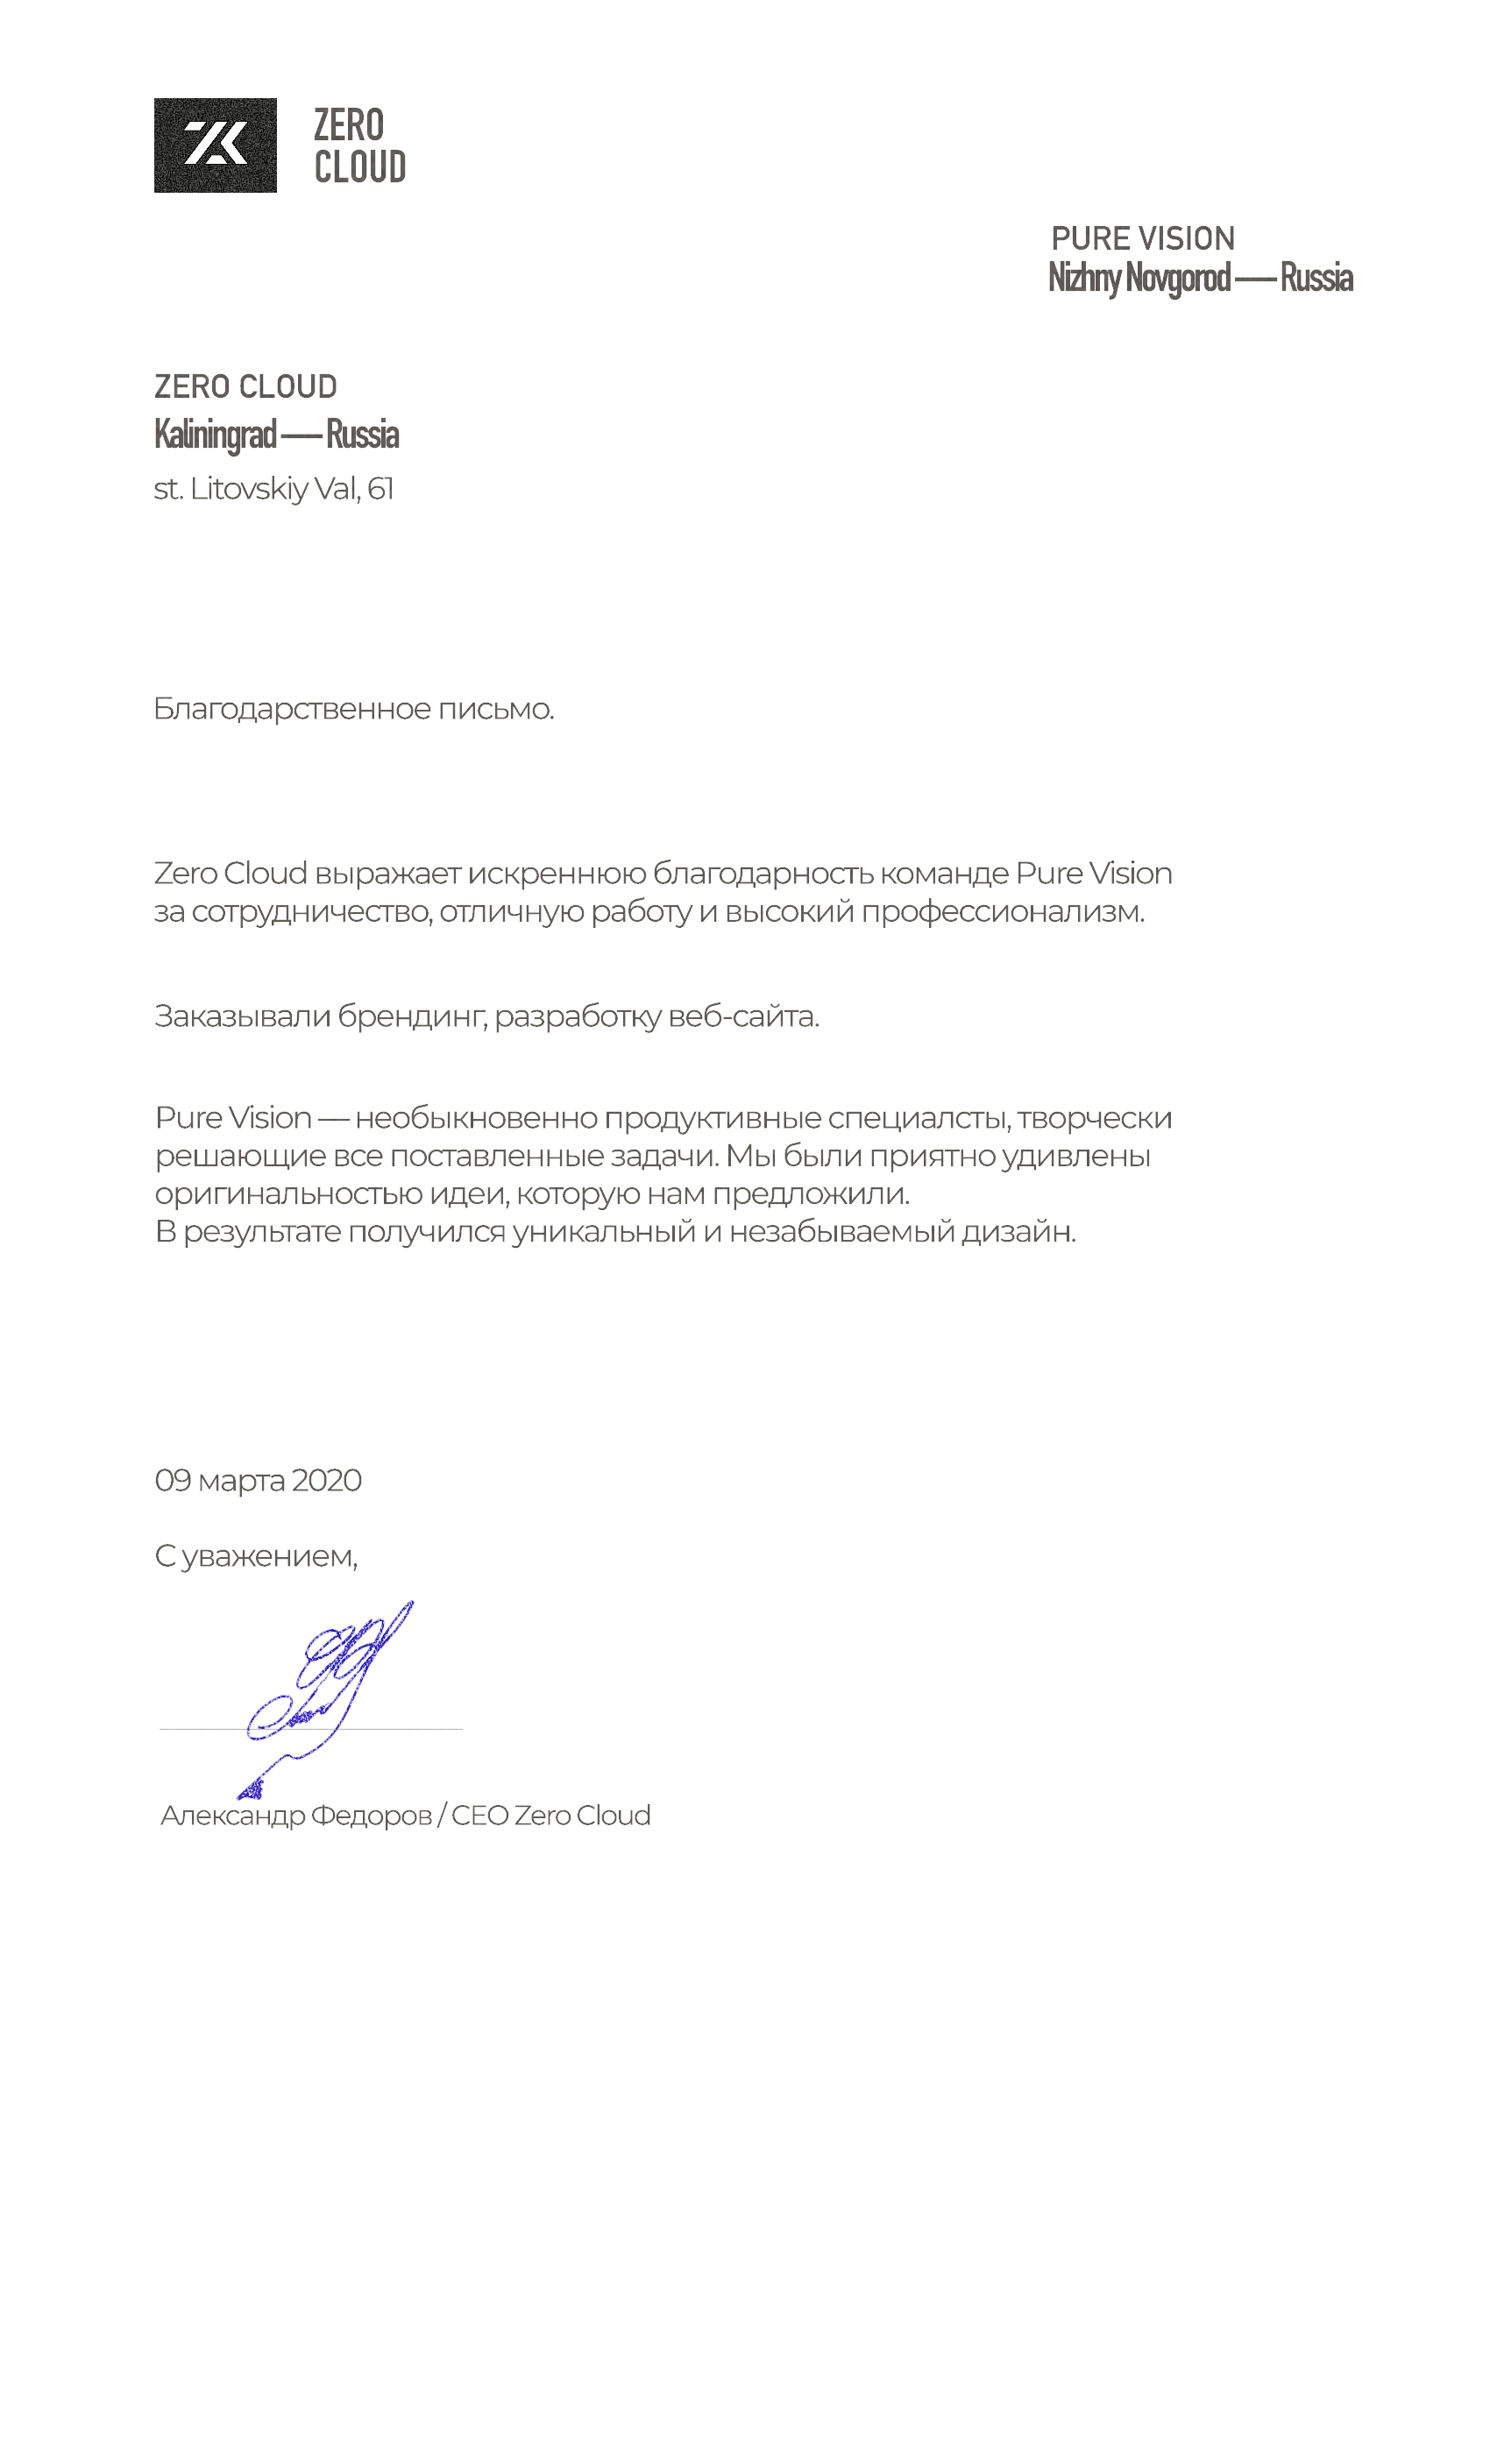 ZERO
CLOUD
PURE VISION
Nizhny Novgorod — Russia
ZERO CLOUD
Kaliningrad — Russia
st. Litovskiy Val, 61
Благодарственное письмо.
Zero Cloud выражает искреннюю благодарность команде Pure Vision
за сотрудничество, отличную работу и высокий профессионализм.
Заказывали брендинг, разработку веб-сайта.
Pure Vision — необыкновенно продуктивные специалсты, творчески
решающие все поставленные задачи. Мы были приятно удивлены
оригинальностью идеи, которую нам предложили.
В результате получился уникальный и незабываемый дизайн.
09 марта 2020
С уважением,
Александр Федоров / CEO Zero Cloud